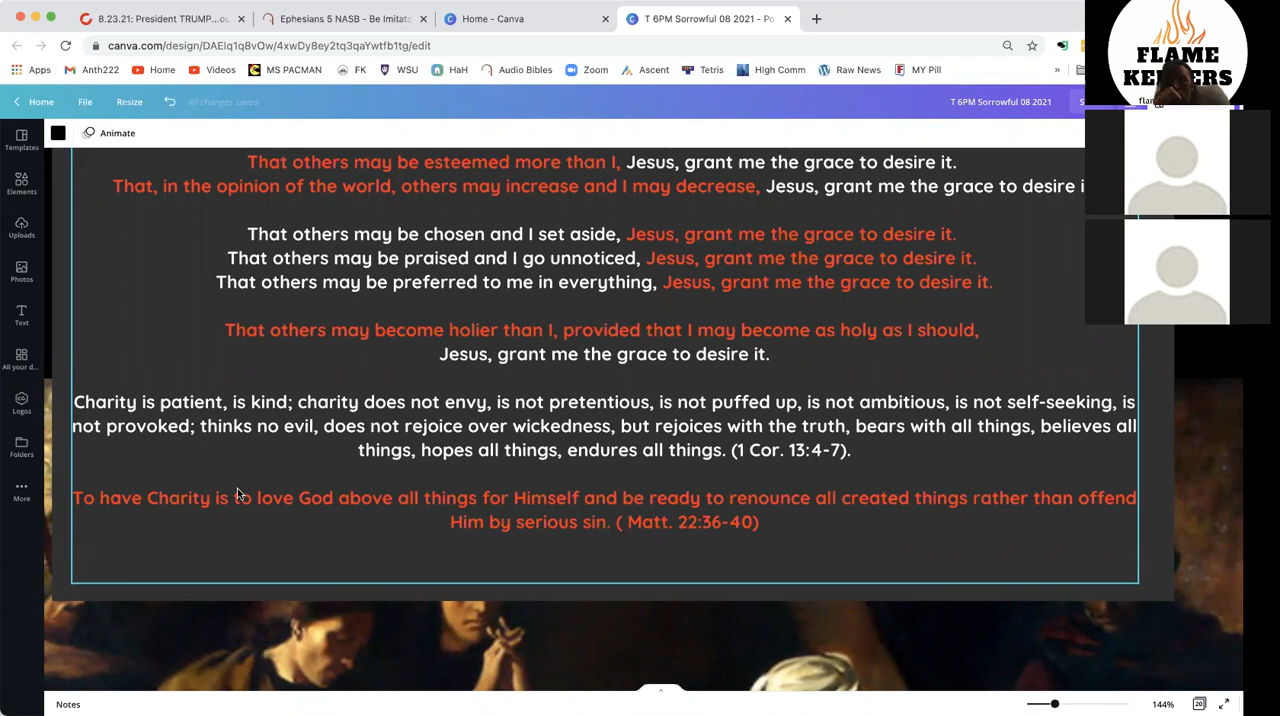 8.23.21: President TRUMP...ou
Ephesians 5 NASB - Be Imitato
Home - Canva
T 6PM Sorrowful 08 2021 - Po
canva.com/design/DAElq1qBvOw/4xwDy8ey2tq3qaYwtfb1tg/edit
Apps Anth222 Home Videos MS PACMAN FK WSU Audio Bibles Zoom Ascent Tetris High Comm Raw News MY Pill »
FLAME
KEEPERS
Home File Resize All changes saved T 6PM Sorrowful 08 2021
Animate
Templates
Elements
Uploads
Photos
Text
All your d...
Logos
Folders
More
That others may be esteemed more than I, Jesus, grant me the grace to desire it.
That, in the opinion of the world, others may increase and I may decrease, Jesus, grant me the grace to desire i
That others may be chosen and I set aside, Jesus, grant me the grace to desire it.
That others may be praised and I go unnoticed, Jesus, grant me the grace to desire it.
That others may be preferred to me in everything, Jesus, grant me the grace to desire it.
That others may become holier than I, provided that I may become as holy as I should,
Jesus, grant me the grace to desire it.
Charity is patient, is kind; charity does not envy, is not pretentious, is not puffed up, is not ambitious, is not self-seeking, is
not provoked; thinks no evil, does not rejoice over wickedness, but rejoices with the truth, bears with all things, believes all
things, hopes all things, endures all things. (1 Cor. 13:4-7).
To have Charity is to love God above all things for Himself and be ready to renounce all created things rather than offend
Him by serious sin. ( Matt. 22:36-40)
Notes 144% 20